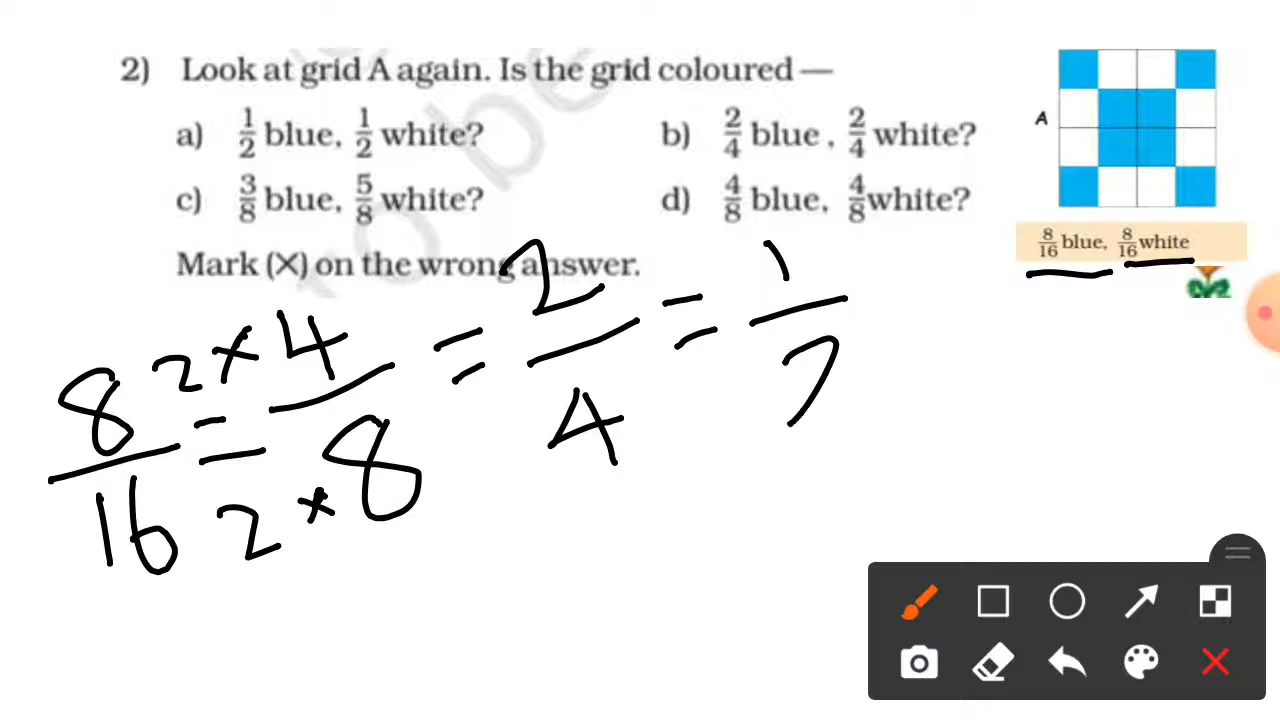 2) Look at grid A again. Is the grid coloured —
a) 1/2 blue, 1/2 white? b) 2/4 blue, 2/4 white?
c) 3/8 blue, 5/8 white? d) 4/8 blue, 4/8 white?
Mark (×) on the wrong answer.
A
8/16 blue, 8/16 white
8/16 = 2×4/2×8 = 2/4 = 1/2
to be